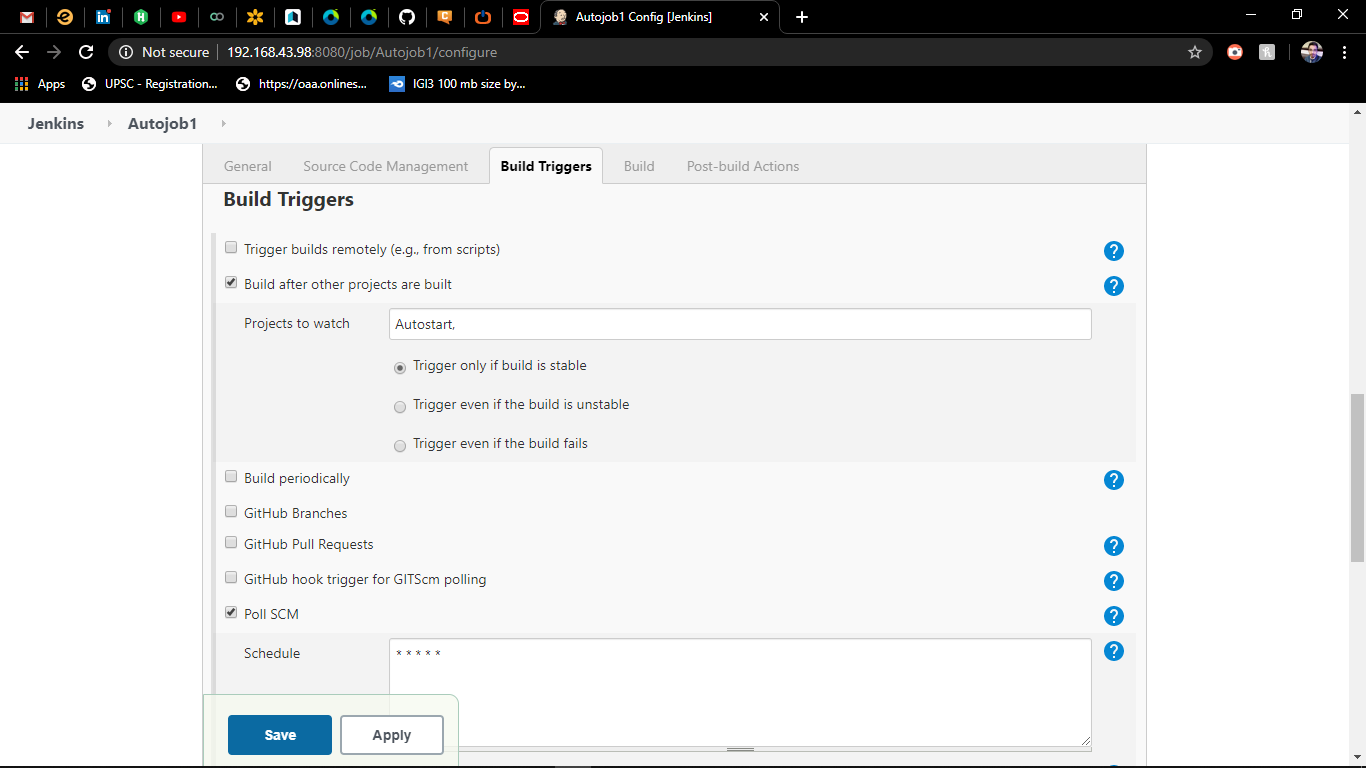 Autojob1 Config [Jenkins]
Not secure 192.168.43.98:8080/job/Autojob1/configure
Apps UPSC - Registration... https://oaa.onlines... IGI3 100 mb size by...
Jenkins Autojob1
General Source Code Management Build Triggers Build Post-build Actions
Build Triggers
Trigger builds remotely (e.g., from scripts)
Build after other projects are built
Projects to watch Autostart,
Trigger only if build is stable
Trigger even if the build is unstable
Trigger even if the build fails
Build periodically
GitHub Branches
GitHub Pull Requests
GitHub hook trigger for GITScm polling
Poll SCM
Schedule * * * * *
Save Apply